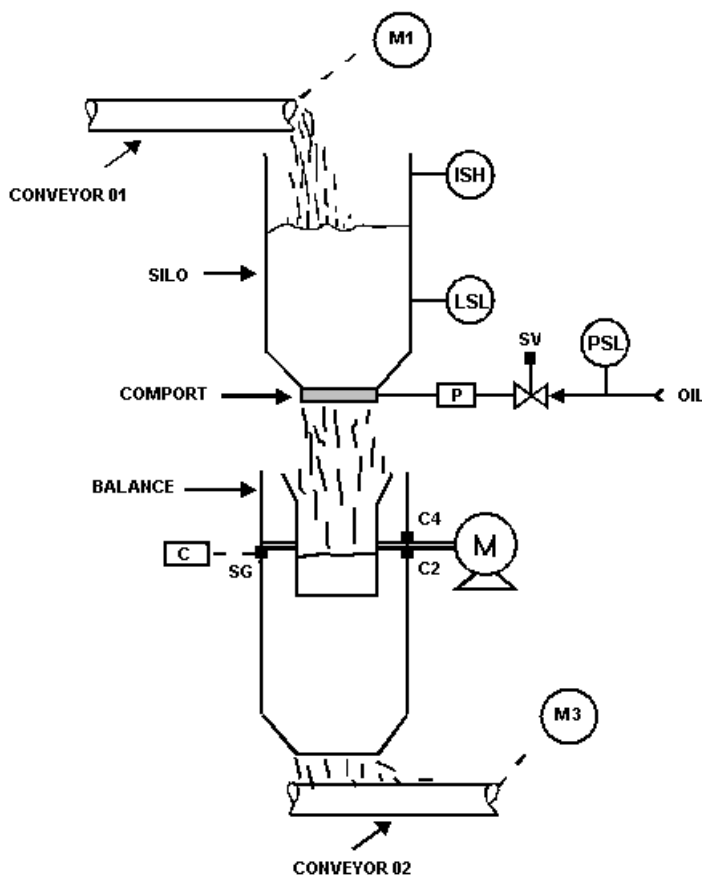 M1
CONVEYOR 01
ISH
SILO
LSL
SV
PSL
COMPORT
P
OIL
BALANCE
C4
C
M
SG
C2
M3
CONVEYOR 02